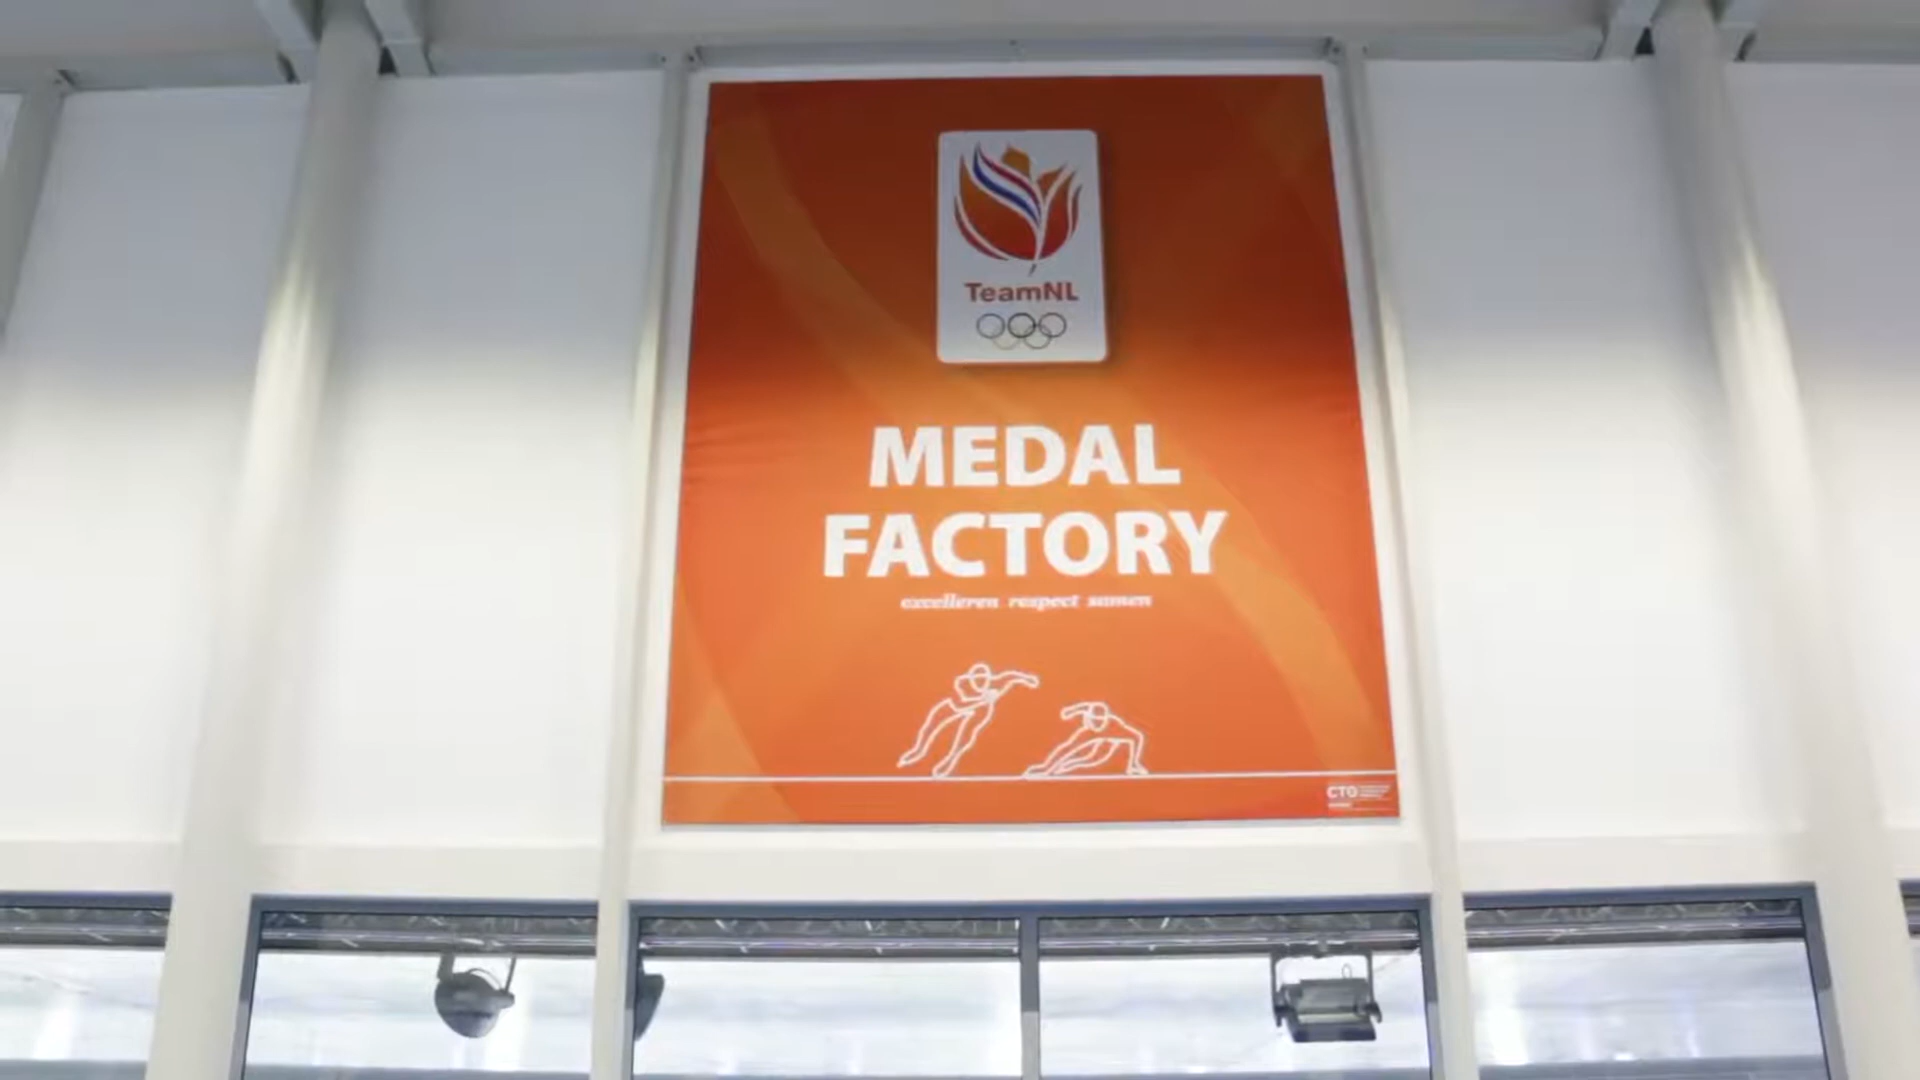 TeamNL
MEDAL
FACTORY
excelleren respect samen
CTO